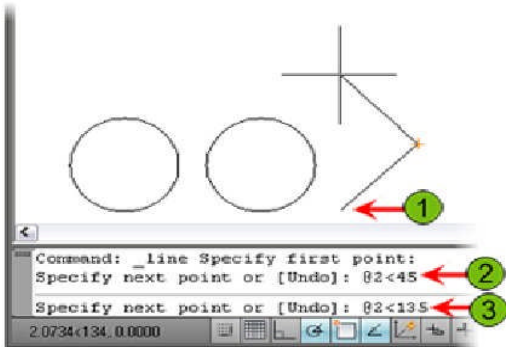 1
Command: _line Specify first point:
Specify next point or [Undo]: @2<45
2
Specify next point or [Undo]: @2<135
3
2.0734<134, 0.0000